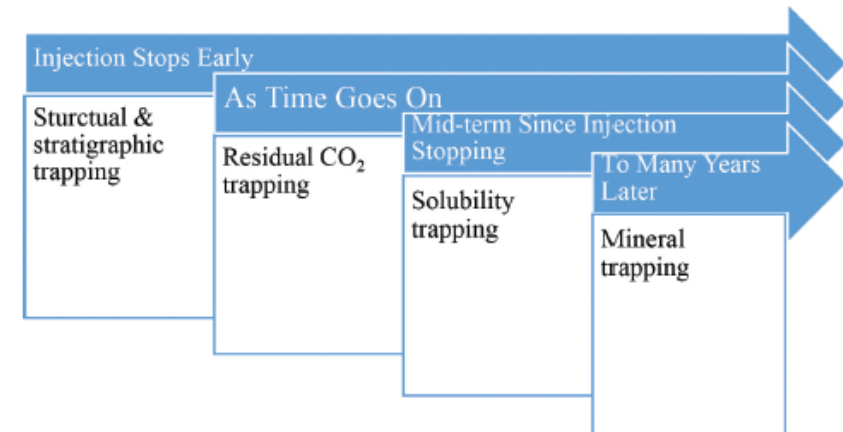 Injection Stops Early
Sturctual &
stratigraphic
trapping
As Time Goes On
Residual CO₂
trapping
Mid-term Since Injection
Stopping
Solubility
trapping
To Many Years
Later
Mineral
trapping